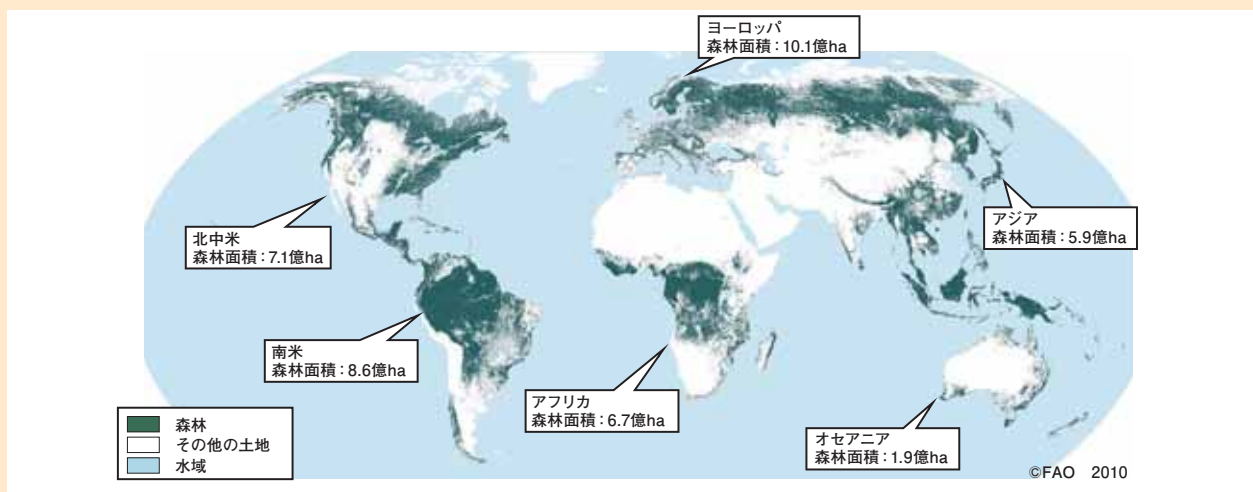 ヨーロッパ
森林面積：10.1億ha
北中米
森林面積：7.1億ha
アジア
森林面積：5.9億ha
南米
森林面積：8.6億ha
アフリカ
森林面積：6.7億ha
オセアニア
森林面積：1.9億ha
森林
その他の土地
水域
©FAO 2010